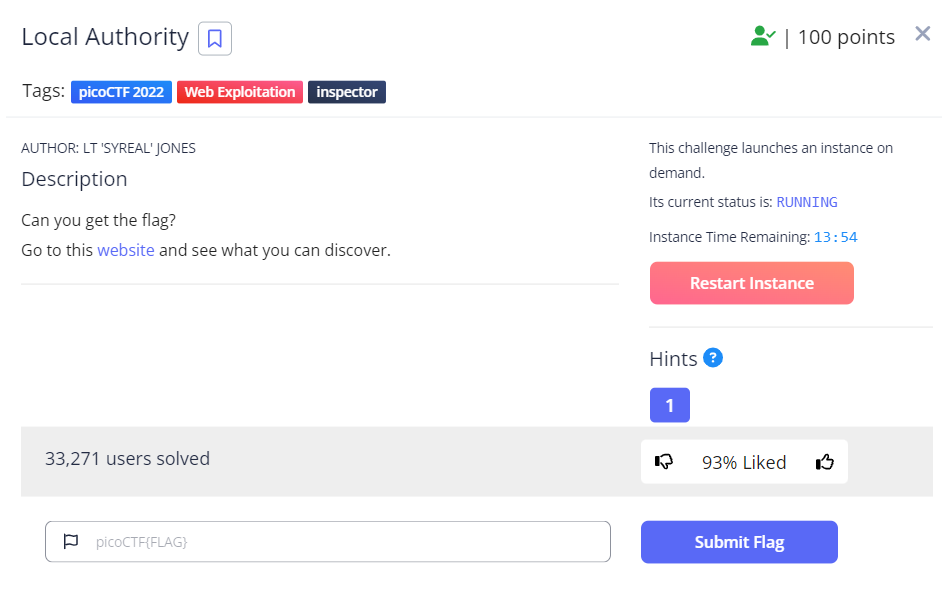 Local Authority
| 100 points
Tags: picoCTF 2022 Web Exploitation inspector
AUTHOR: LT 'SYREAL' JONES
Description
Can you get the flag?
Go to this website and see what you can discover.
This challenge launches an instance on
demand.
Its current status is: RUNNING
Instance Time Remaining: 13:54
Restart Instance
Hints ?
1
33,271 users solved
93% Liked
picoCTF{FLAG}
Submit Flag